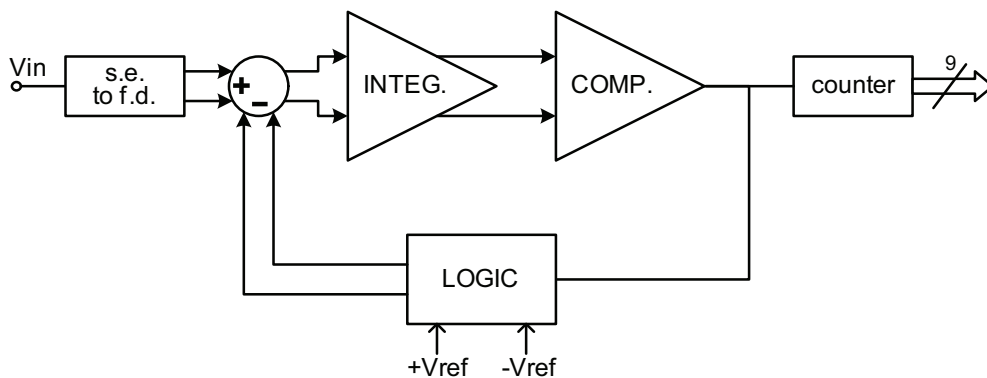 Vin
s.e.
to f.d.
+
-
INTEG.
COMP.
counter
9
LOGIC
+Vref
-Vref